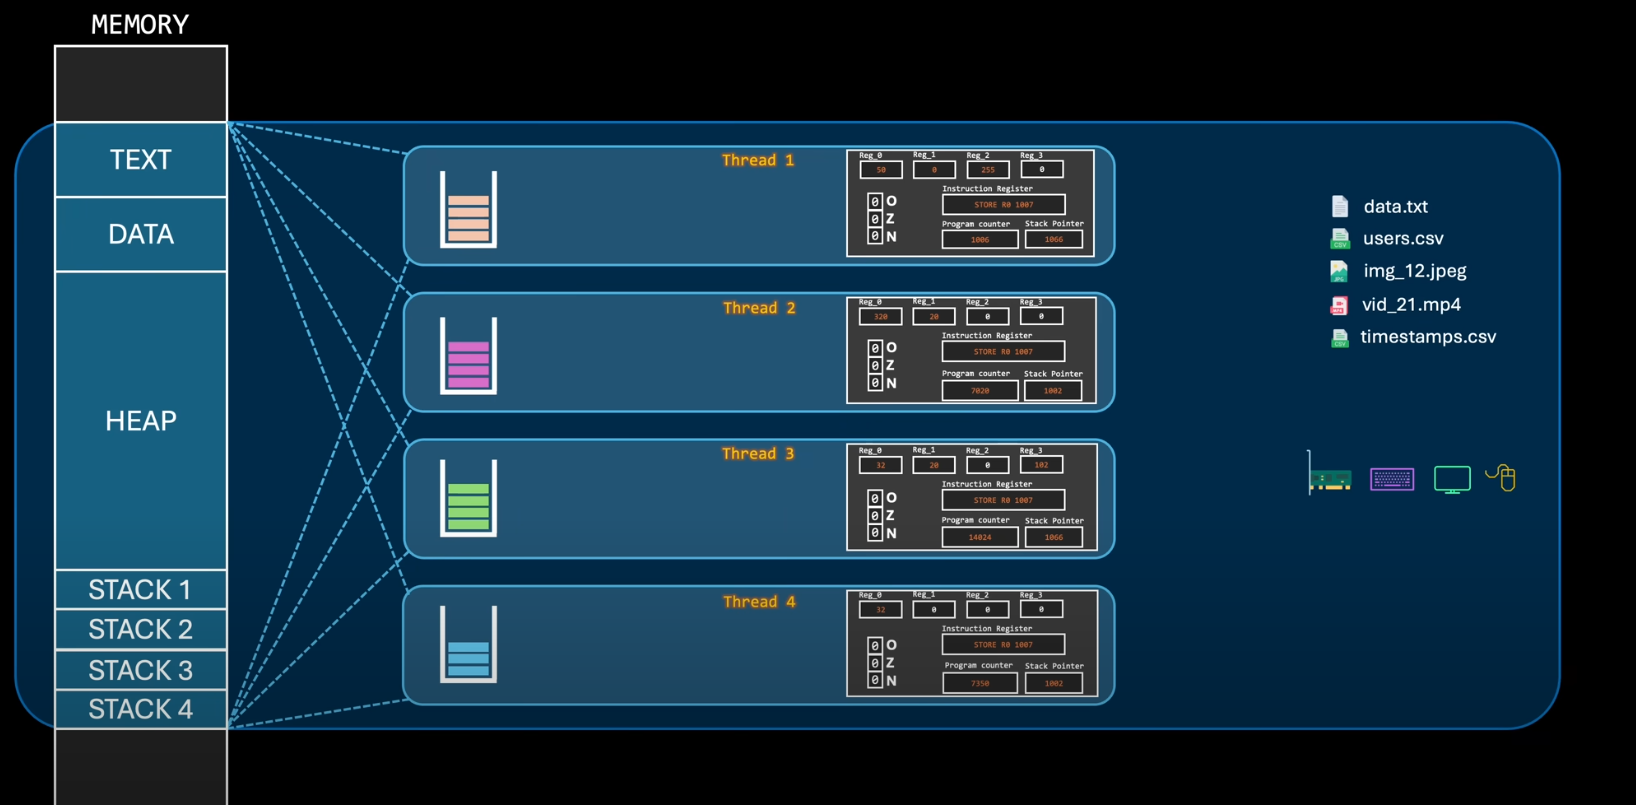 MEMORY
TEXT
DATA
HEAP
STACK 1
STACK 2
STACK 3
STACK 4
Thread 1
Reg_0 Reg_1 Reg_2 Reg_3
50 0 255 0
Instruction Register
STORE R0 1007
0 O
0 Z
0 N
Program counter Stack Pointer
1006 1066
Thread 2
Reg_0 Reg_1 Reg_2 Reg_3
320 20 0 0
Instruction Register
STORE R0 1007
0 O
0 Z
0 N
Program counter Stack Pointer
7020 1002
Thread 3
Reg_0 Reg_1 Reg_2 Reg_3
32 20 0 102
Instruction Register
STORE R0 1007
0 O
0 Z
0 N
Program counter Stack Pointer
14024 1066
Thread 4
Reg_0 Reg_1 Reg_2 Reg_3
32 0 0 0
Instruction Register
STORE R0 1007
0 O
0 Z
0 N
Program counter Stack Pointer
7350 1002
data.txt
CSV users.csv
img_12.jpeg
vid_21.mp4
CSV timestamps.csv